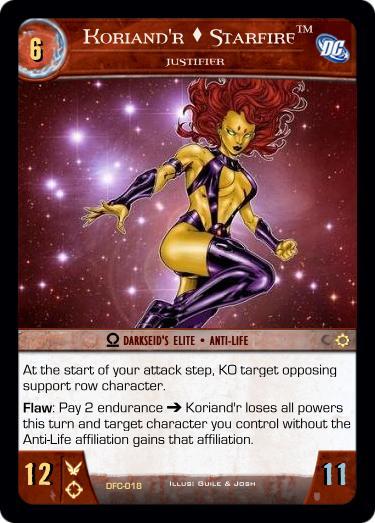 6
Koriand'r ♦ Starfire™
DC
JUSTIFIER
DARKSEID'S ELITE • ANTI-LIFE
At the start of your attack step, KO target opposing
support row character.
Flaw: Pay 2 endurance ➔ Koriand'r loses all powers
this turn and target character you control without the
Anti-Life affiliation gains that affiliation.
12
DFC-018
Illus: Guile & Josh
11